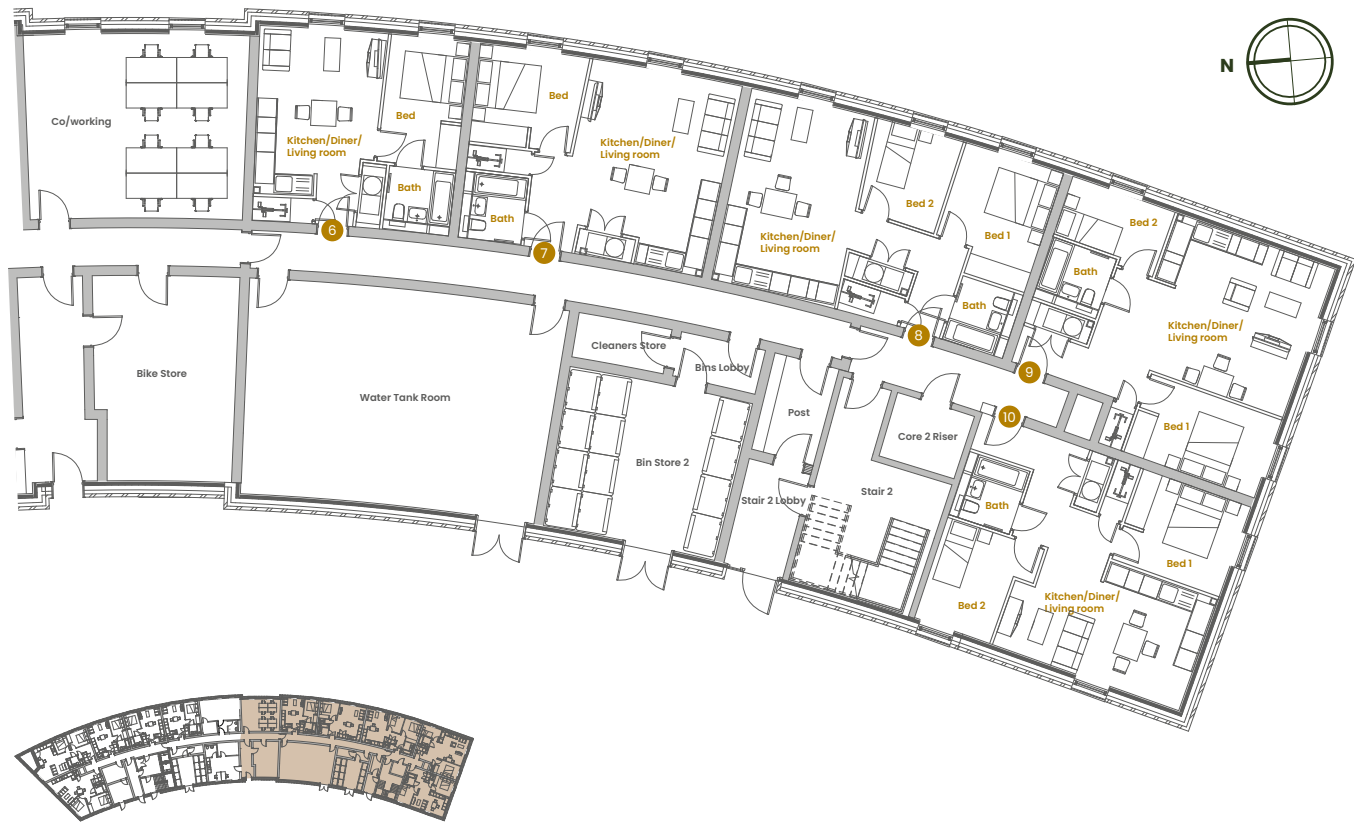 N
Co/working
Kitchen/Diner/
Living room
Bed
Bath
6
Bed
Kitchen/Diner/
Living room
Bath
7
Kitchen/Diner/
Living room
Bed 2
Bed 1
Bath
8
Bed 2
Bath
Kitchen/Diner/
Living room
Bed 1
9
10
Bike Store
Water Tank Room
Cleaners Store
Bins Lobby
Bin Store 2
Post
Stair 2 Lobby
Stair 2
Core 2 Riser
Bath
Bed 2
Bed 1
Kitchen/Diner/
Living room